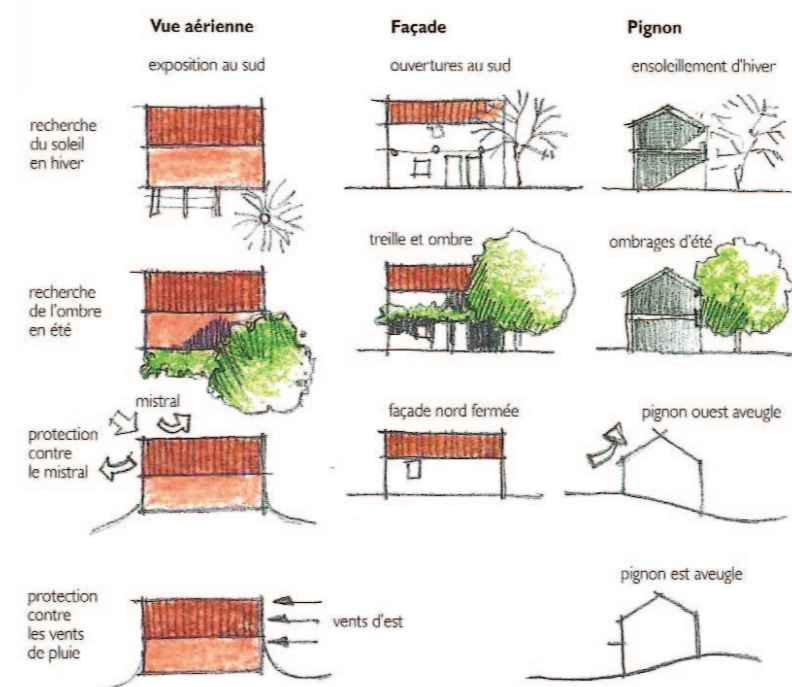 Vue aérienne
Façade
Pignon
exposition au sud
ouvertures au sud
ensoleillement d'hiver
recherche
du soleil
en hiver
treille et ombre
ombrages d'été
recherche
de l'ombre
en été
mistral
façade nord fermée
pignon ouest aveugle
protection
contre
le mistral
pignon est aveugle
protection
contre
les vents
de pluie
vents d'est